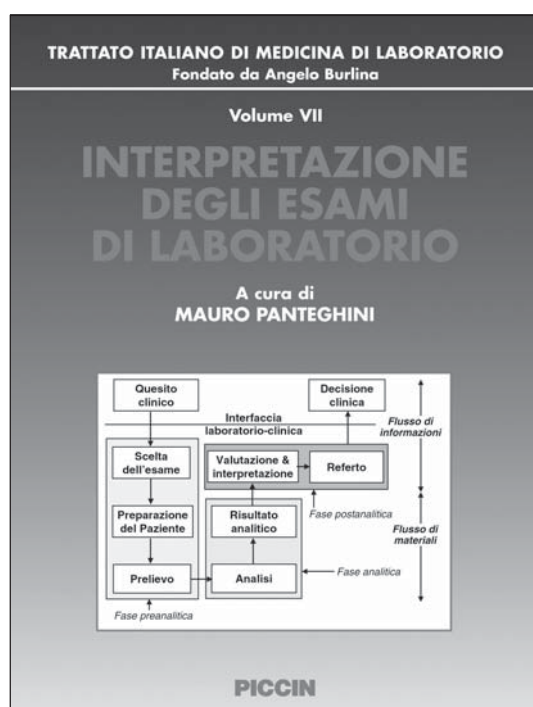 TRATTATO ITALIANO DI MEDICINA DI LABORATORIO
Fondato da Angelo Burlina
Volume VII
INTERPRETAZIONE
DEGLI ESAMI
DI LABORATORIO
A cura di
MAURO PANTEGHINI
Quesito
clinico
Decisione
clinica
Interfaccia
laboratorio-clinica
Flusso di
informazioni
Scelta
dell'esame
Valutazione &
interpretazione
Referto
Preparazione
del Paziente
Risultato
analitico
Fase postanalitica
Flusso di
materiali
Prelievo
Analisi
Fase analitica
Fase preanalitica
PICCIN